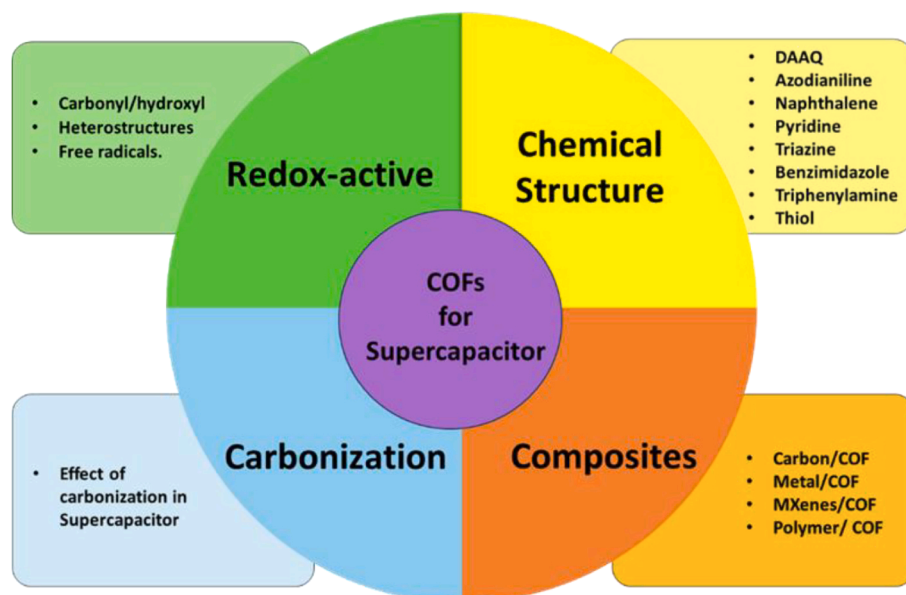 • Carbonyl/hydroxyl
• Heterostructures
• Free radicals.
Redox-active
Chemical
Structure
• DAAQ
• Azodianiline
• Naphthalene
• Pyridine
• Triazine
• Benzimidazole
• Triphenylamine
• Thiol
COFs
for
Supercapacitor
• Effect of
carbonization in
Supercapacitor
Carbonization
Composites
• Carbon/COF
• Metal/COF
• MXenes/COF
• Polymer/ COF